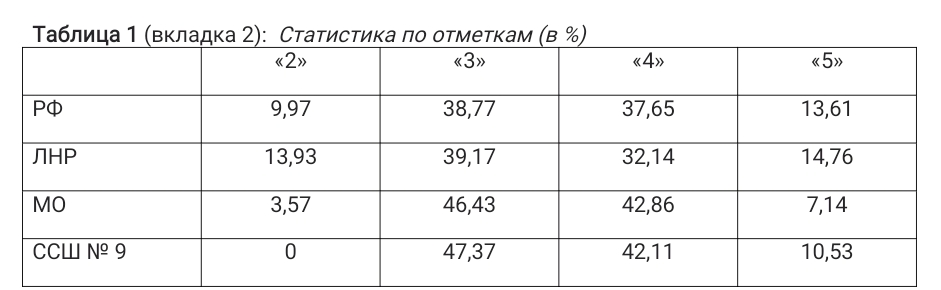 Таблица 1 (вкладка 2): Статистика по отметкам (в %)
«2» «3» «4» «5»
РФ 9,97 38,77 37,65 13,61
ЛНР 13,93 39,17 32,14 14,76
МО 3,57 46,43 42,86 7,14
ССШ № 9 0 47,37 42,11 10,53